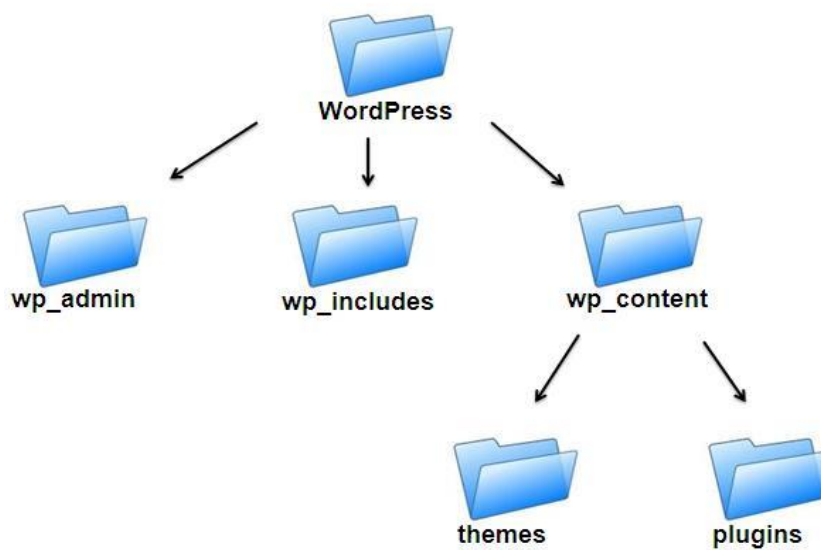 WordPress
wp_admin
wp_includes
wp_content
themes
plugins